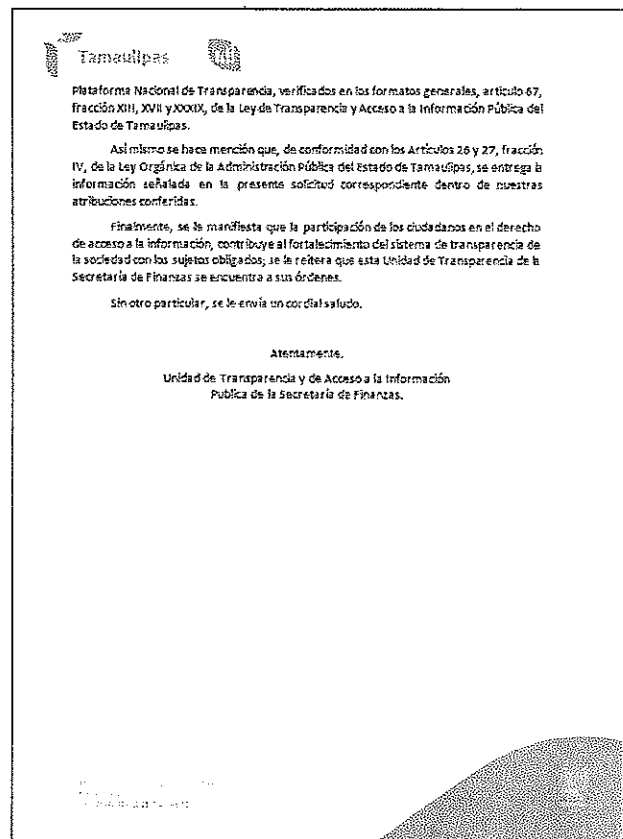 Tamaulipas
Plataforma Nacional de Transparencia, verificados en los formatos generales, artículo 67,
fracción XIII, XVII y XXXIX, de la Ley de Transparencia y Acceso a la Información Pública del
Estado de Tamaulipas.
Así mismo se hace mención que, de conformidad con los Artículos 26 y 27, fracción
IV, de la Ley Orgánica de la Administración Pública del Estado de Tamaulipas, se entrega la
información señalada en la presente solicitud correspondiente dentro de nuestras
atribuciones conferidas.
Finalmente, se le manifiesta que la participación de los ciudadanos en el derecho
de acceso a la información, contribuye al fortalecimiento del sistema de transparencia de
la sociedad con los sujetos obligados; se le reitera que esta Unidad de Transparencia de la
Secretaría de Finanzas se encuentra a sus órdenes.
Sin otro particular, se le envía un cordial saludo.
Atentamente.
Unidad de Transparencia y de Acceso a la Información
Publica de la Secretaría de Finanzas.